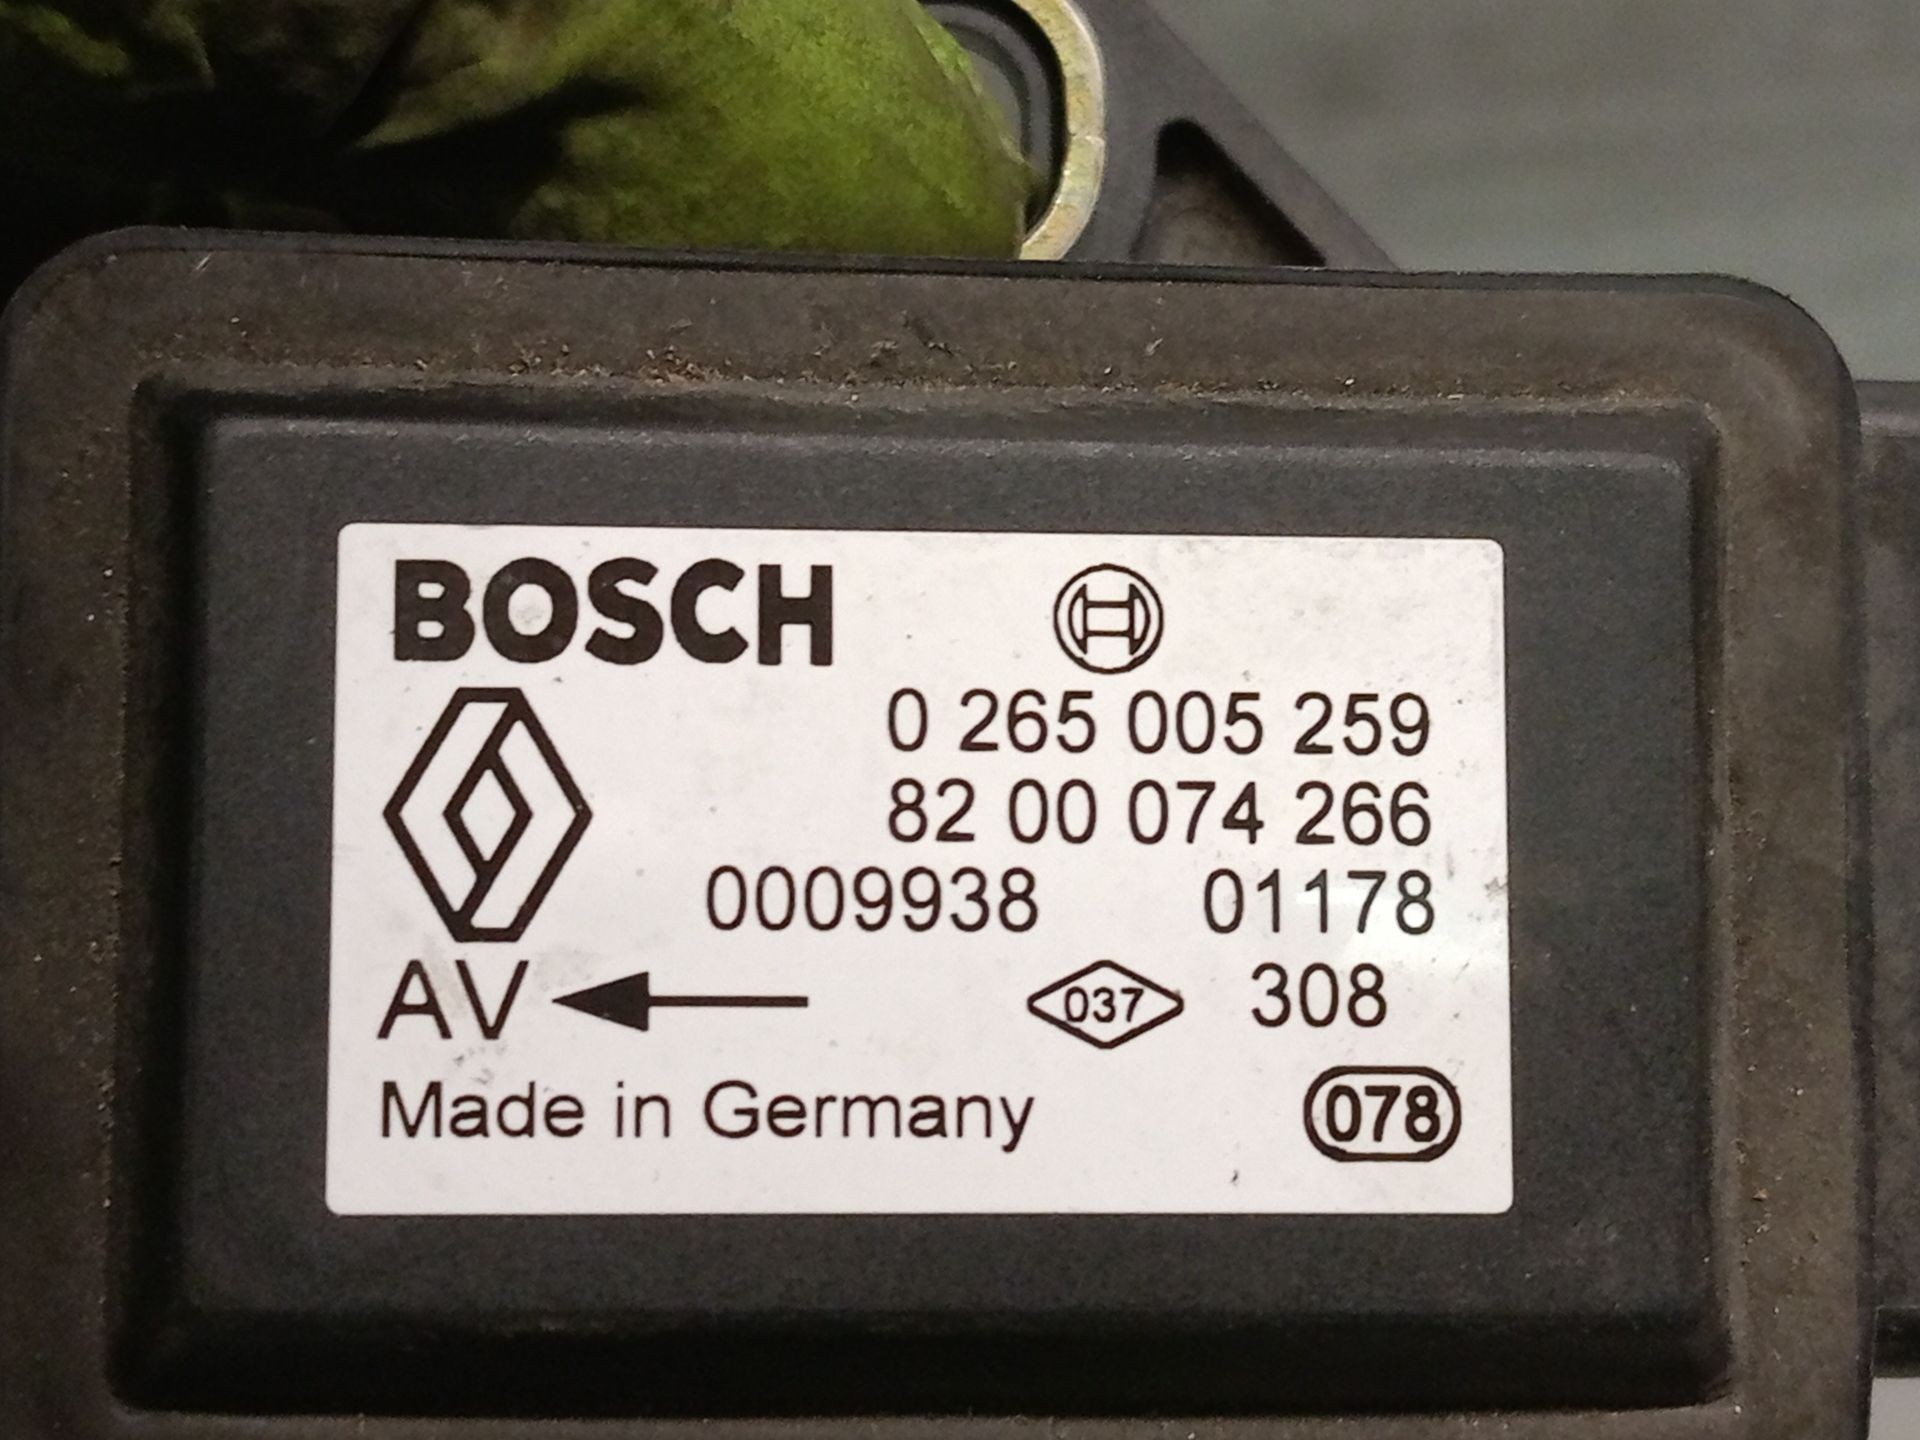 BOSCH
0 265 005 259
82 00 074 266
0009938 01178
AV 037 308
Made in Germany 078